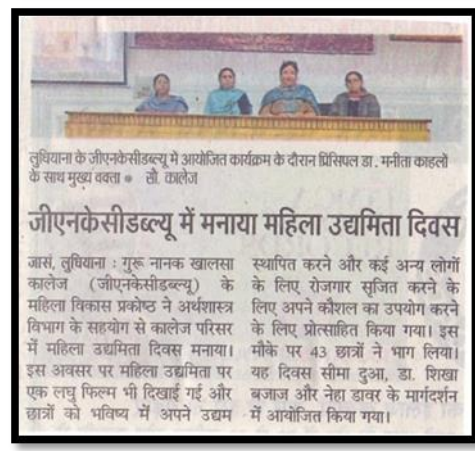 लुधियाना के जीएनकेसीडब्ल्यू में आयोजित कार्यक्रम के दौरान प्रिंसिपल डा. मनीता काहलों
के साथ मुख्य वक्ता ● सौ. कालेज
जीएनकेसीडब्ल्यू में मनाया महिला उद्यमिता दिवस
जासं, लुधियाना : गुरू नानक खालसा
कालेज (जीएनकेसीडब्ल्यू) के
महिला विकास प्रकोष्ठ ने अर्थशास्त्र
विभाग के सहयोग से कालेज परिसर
में महिला उद्यमिता दिवस मनाया।
इस अवसर पर महिला उद्यमिता पर
एक लघु फिल्म भी दिखाई गई और
छात्रों को भविष्य में अपने उद्यम
स्थापित करने और कई अन्य लोगों
के लिए रोजगार सृजित करने के
लिए अपने कौशल का उपयोग करने
के लिए प्रोत्साहित किया गया। इस
मौके पर 43 छात्रों ने भाग लिया।
यह दिवस सीमा दुआ, डा. शिखा
बजाज और नेहा डावर के मार्गदर्शन
में आयोजित किया गया।